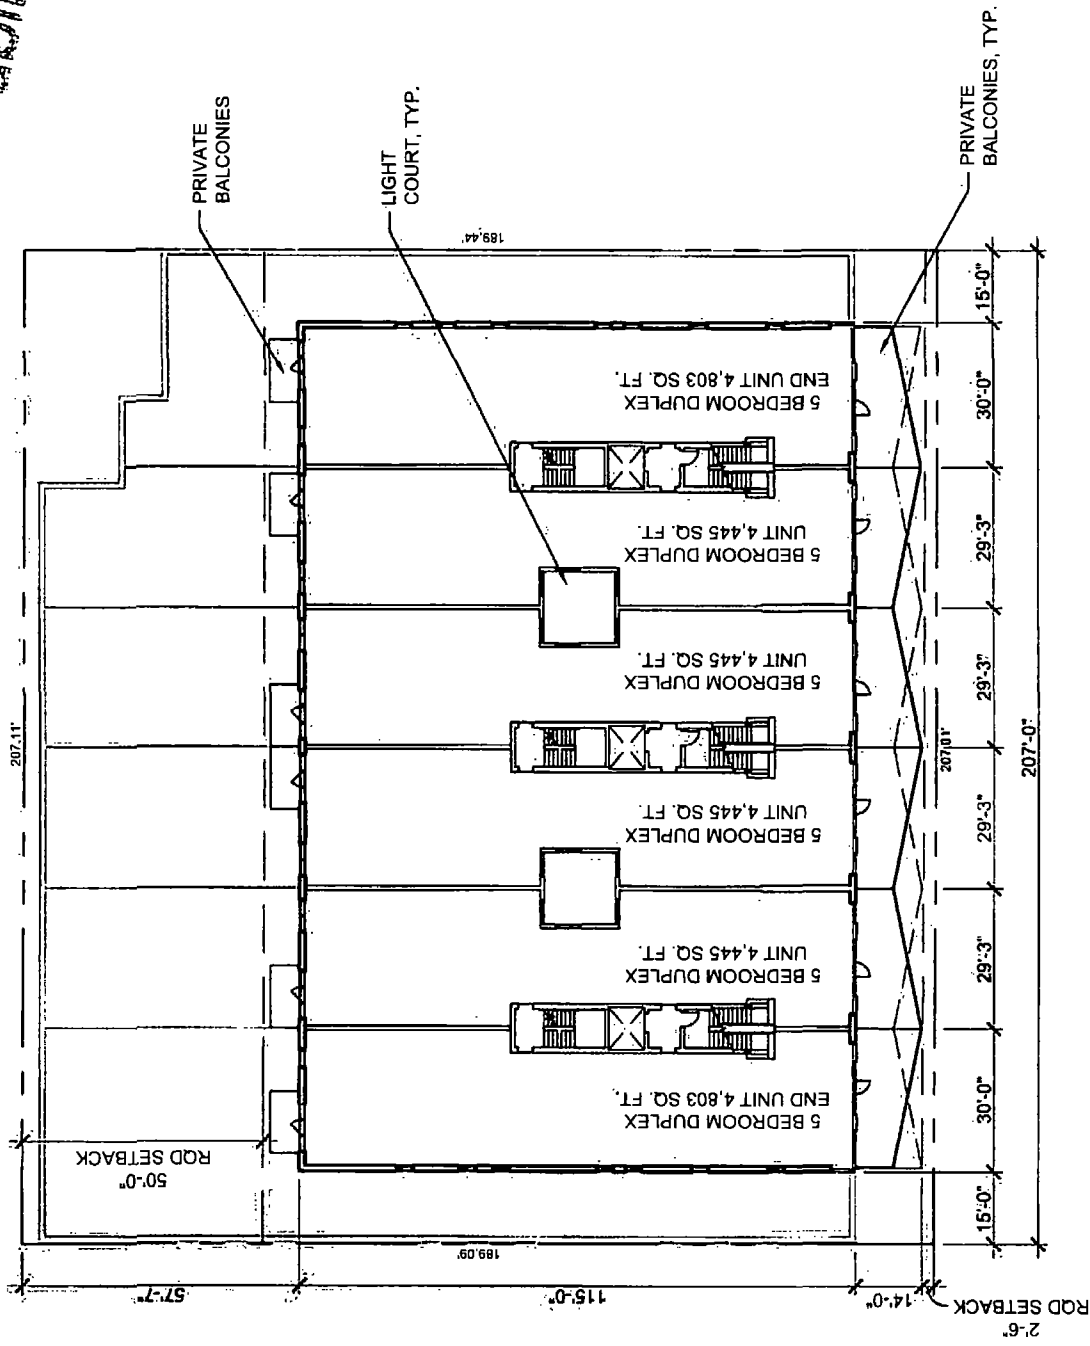 PRIVATE
BALCONIES
LIGHT
COURT, TYP.
PRIVATE
BALCONIES, TYP.
207.11'
189.44'
50'-0"
RQD SETBACK
5 BEDROOM DUPLEX
END UNIT 4,803 SQ. FT.
5 BEDROOM DUPLEX
UNIT 4,445 SQ. FT.
5 BEDROOM DUPLEX
UNIT 4,445 SQ. FT.
5 BEDROOM DUPLEX
UNIT 4,445 SQ. FT.
5 BEDROOM DUPLEX
UNIT 4,445 SQ. FT.
5 BEDROOM DUPLEX
END UNIT 4,803 SQ. FT.
189.09'
207.01'
15'-0"
30'-0"
29'-3"
29'-3"
29'-3"
29'-3"
30'-0"
15'-0"
207'-0"
57'-7"
115'-0"
14'-0"
2'-6"
RQD SETBACK